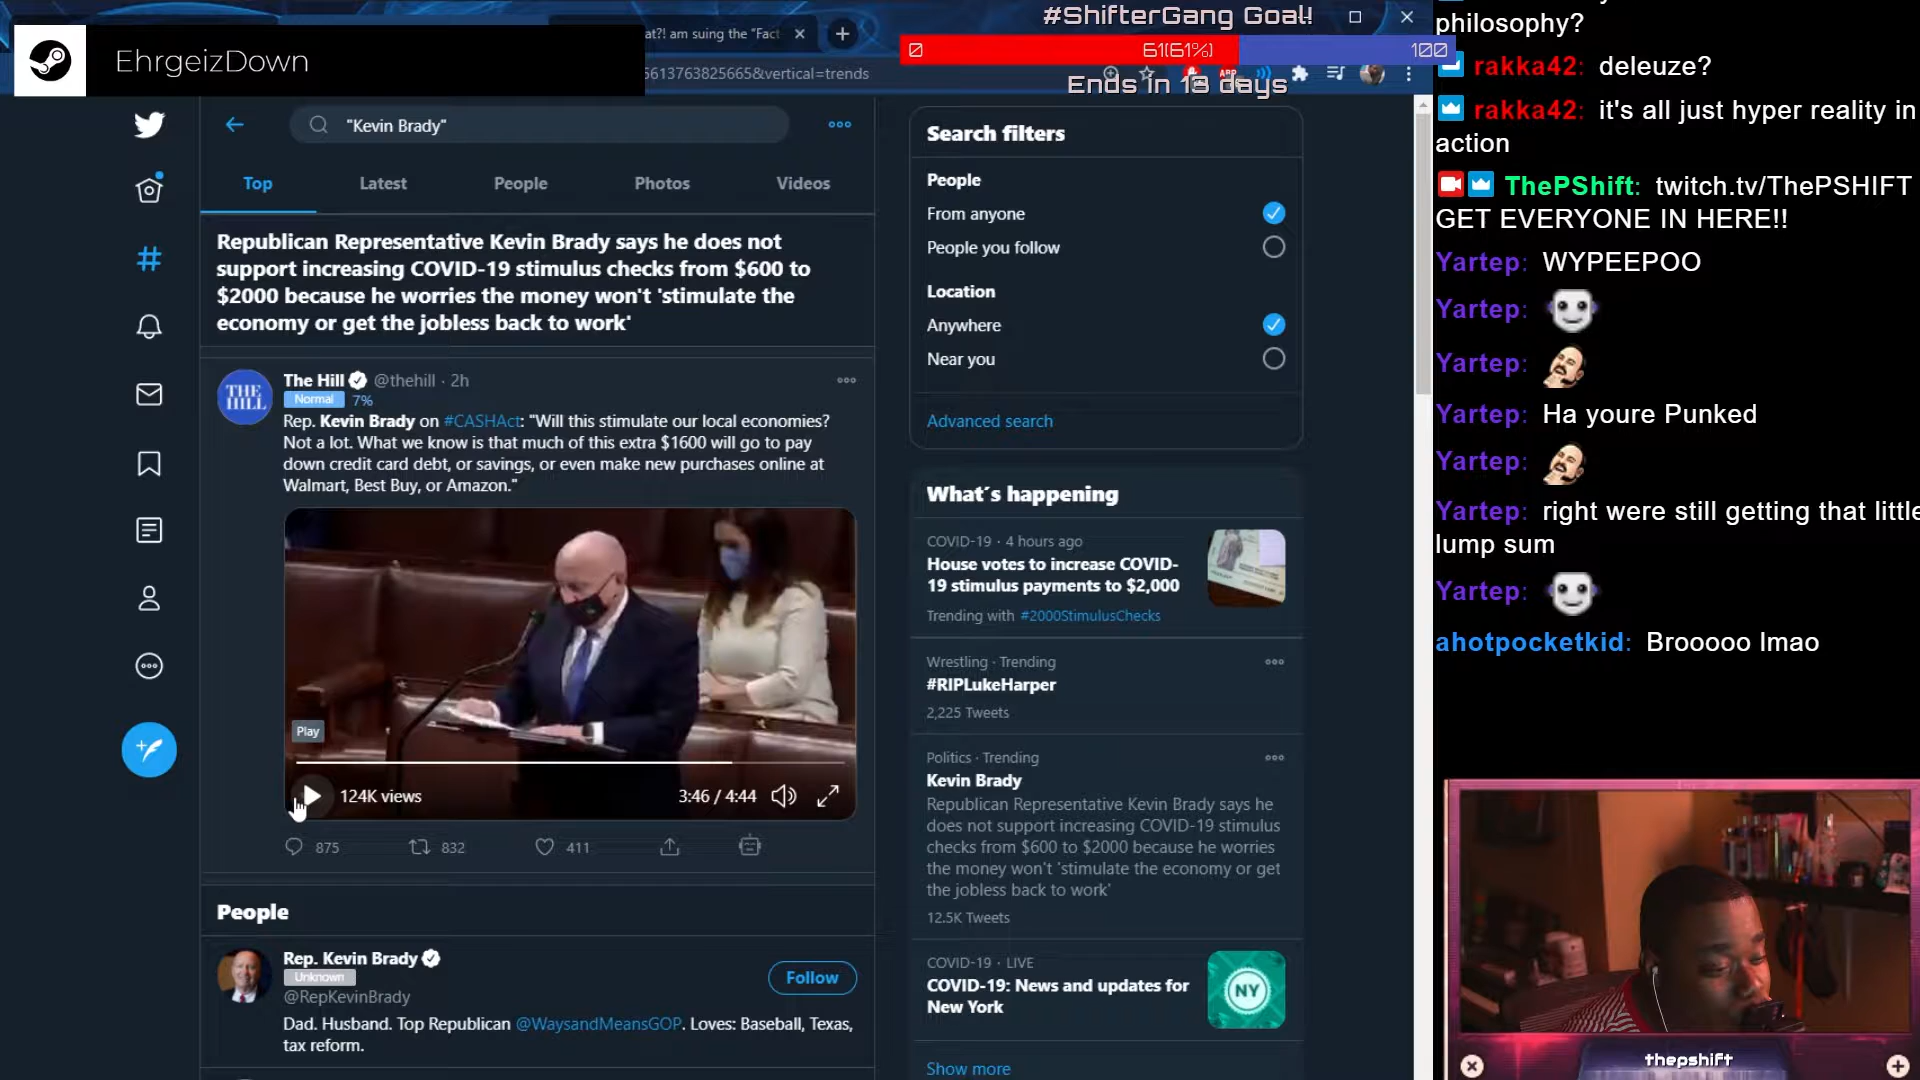 EhrgeizDown
at?! am suing the "Fact
5613763825665&vertical=trends
#ShifterGang Goal!
0
61(61%)
100
Ends in 13 days
"Kevin Brady"
Top
Latest
People
Photos
Videos
Republican Representative Kevin Brady says he does not
support increasing COVID-19 stimulus checks from $600 to
$2000 because he worries the money won't 'stimulate the
economy or get the jobless back to work'
THE
HILL
The Hill @thehill · 2h
Normal 7%
Rep. Kevin Brady on #CASHAct: "Will this stimulate our local economies?
Not a lot. What we know is that much of this extra $1600 will go to pay
down credit card debt, or savings, or even make new purchases online at
Walmart, Best Buy, or Amazon."
Play
124K views
3:46 / 4:44
875
832
411
People
Rep. Kevin Brady
Unknown
@RepKevinBrady
Follow
Dad. Husband. Top Republican @WaysandMeansGOP. Loves: Baseball, Texas,
tax reform.
Search filters
People
From anyone
People you follow
Location
Anywhere
Near you
Advanced search
What's happening
COVID-19 · 4 hours ago
House votes to increase COVID-
19 stimulus payments to $2,000
Trending with #2000StimulusChecks
Wrestling · Trending
#RIPLukeHarper
2,225 Tweets
Politics · Trending
Kevin Brady
Republican Representative Kevin Brady says he
does not support increasing COVID-19 stimulus
checks from $600 to $2000 because he worries
the money won't 'stimulate the economy or get
the jobless back to work'
12.5K Tweets
COVID-19 · LIVE
COVID-19: News and updates for
New York
NY
Show more
philosophy?
rakka42: deleuze?
rakka42: it's all just hyper reality in
action
ThePShift: twitch.tv/ThePSHIFT
GET EVERYONE IN HERE!!
Yartep: WYPEEPOO
Yartep:
Yartep:
Yartep: Ha youre Punked
Yartep:
Yartep: right were still getting that little
lump sum
Yartep:
ahotpocketkid: Brooooo lmao
thepshift